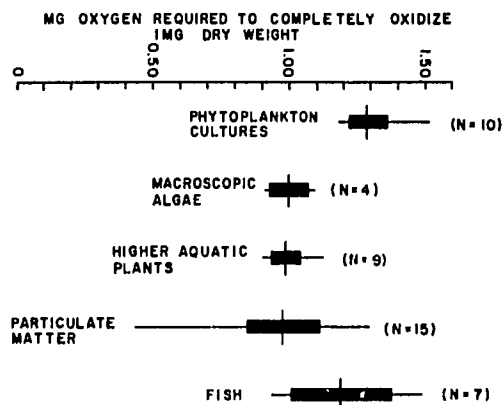 MG OXYGEN REQUIRED TO COMPLETELY OXIDIZE
1MG DRY WEIGHT
0 0.50 1.00 1.50
PHYTOPLANKTON
CULTURES
(N=10)
MACROSCOPIC
ALGAE
(N=4)
HIGHER AQUATIC
PLANTS
(N=9)
PARTICULATE
MATTER
(N=15)
FISH
(N=7)